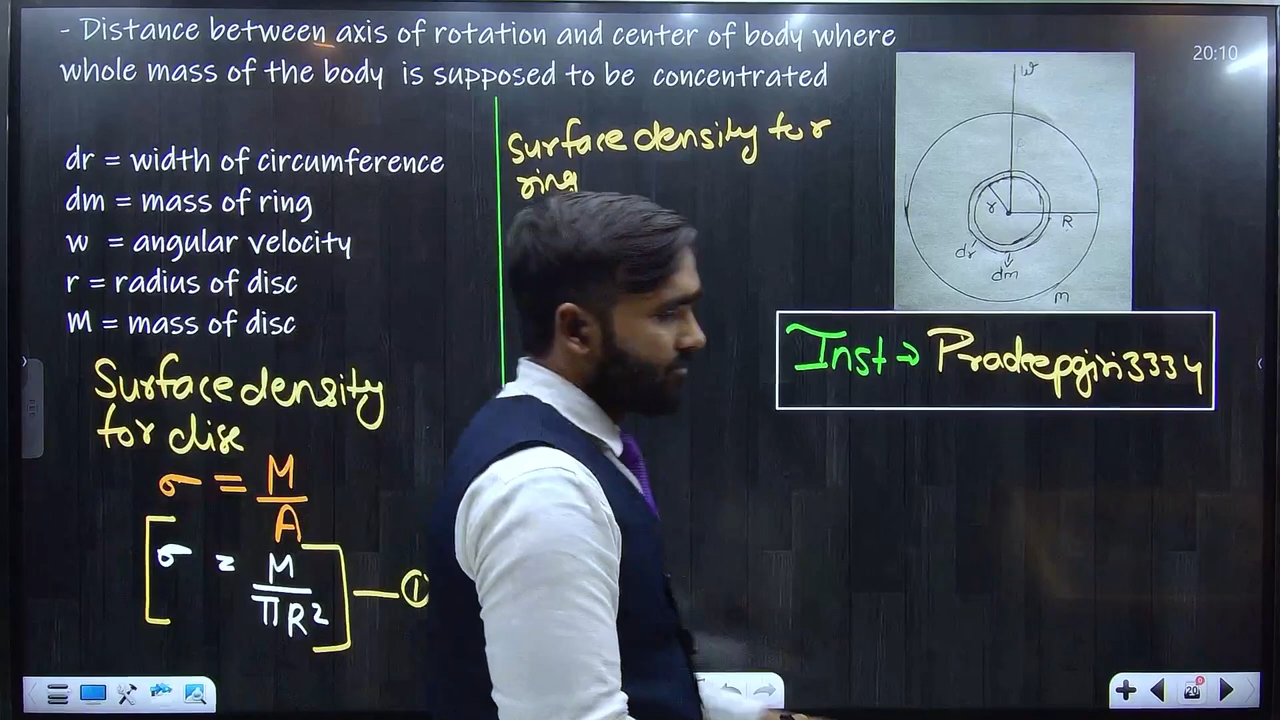 - Distance between axis of rotation and center of body where
whole mass of the body is supposed to be concentrated
20:10
dr = width of circumference
dm = mass of ring
w = angular velocity
r = radius of disc
M = mass of disc
Surface density
for disc
σ = M
A
σ = M
πR2
1
Surface density for
ring
w
r
R
dr
dm
M
Inst → Pradeepgiri3334
20